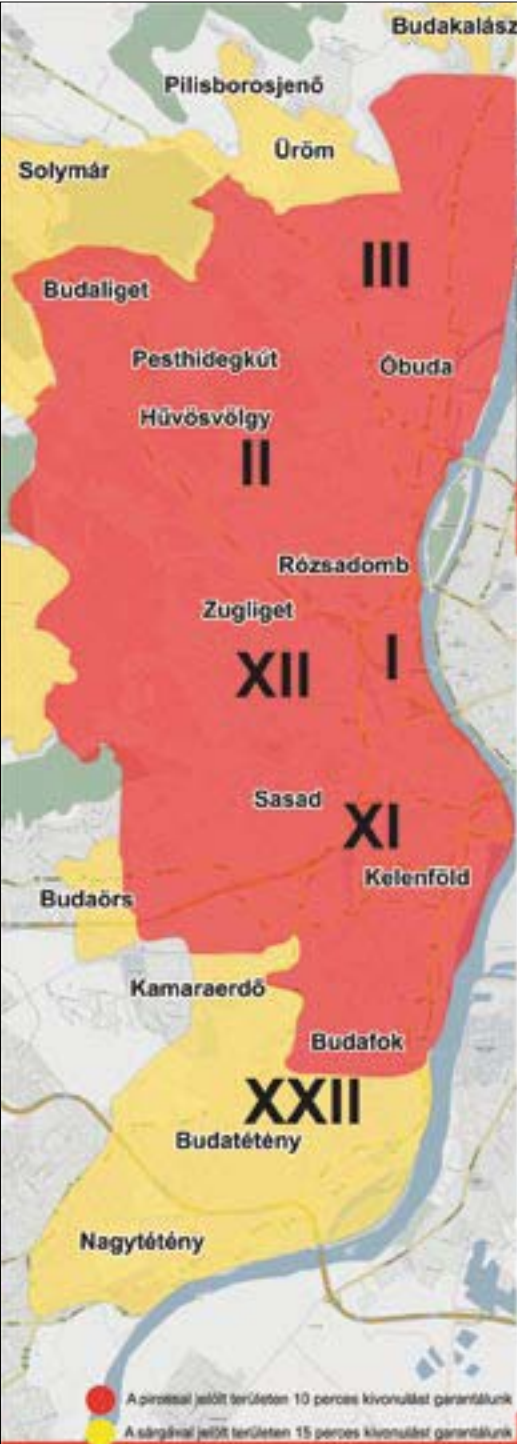 Budakalász
Pilisborosjenő
Üröm
Solymár
III
Budaliget
Pesthidegkút
Óbuda
Hűvösvölgy
II
Rózsadomb
Zugliget
I
XII
Sasad
XI
Kelenföld
Budaörs
Kamaraerdő
Budafok
XXII
Budatétény
Nagytétény
A pirossal jelölt területen 10 perces kivonulást garantálunk
A sárgával jelölt területen 15 perces kivonulást garantálunk